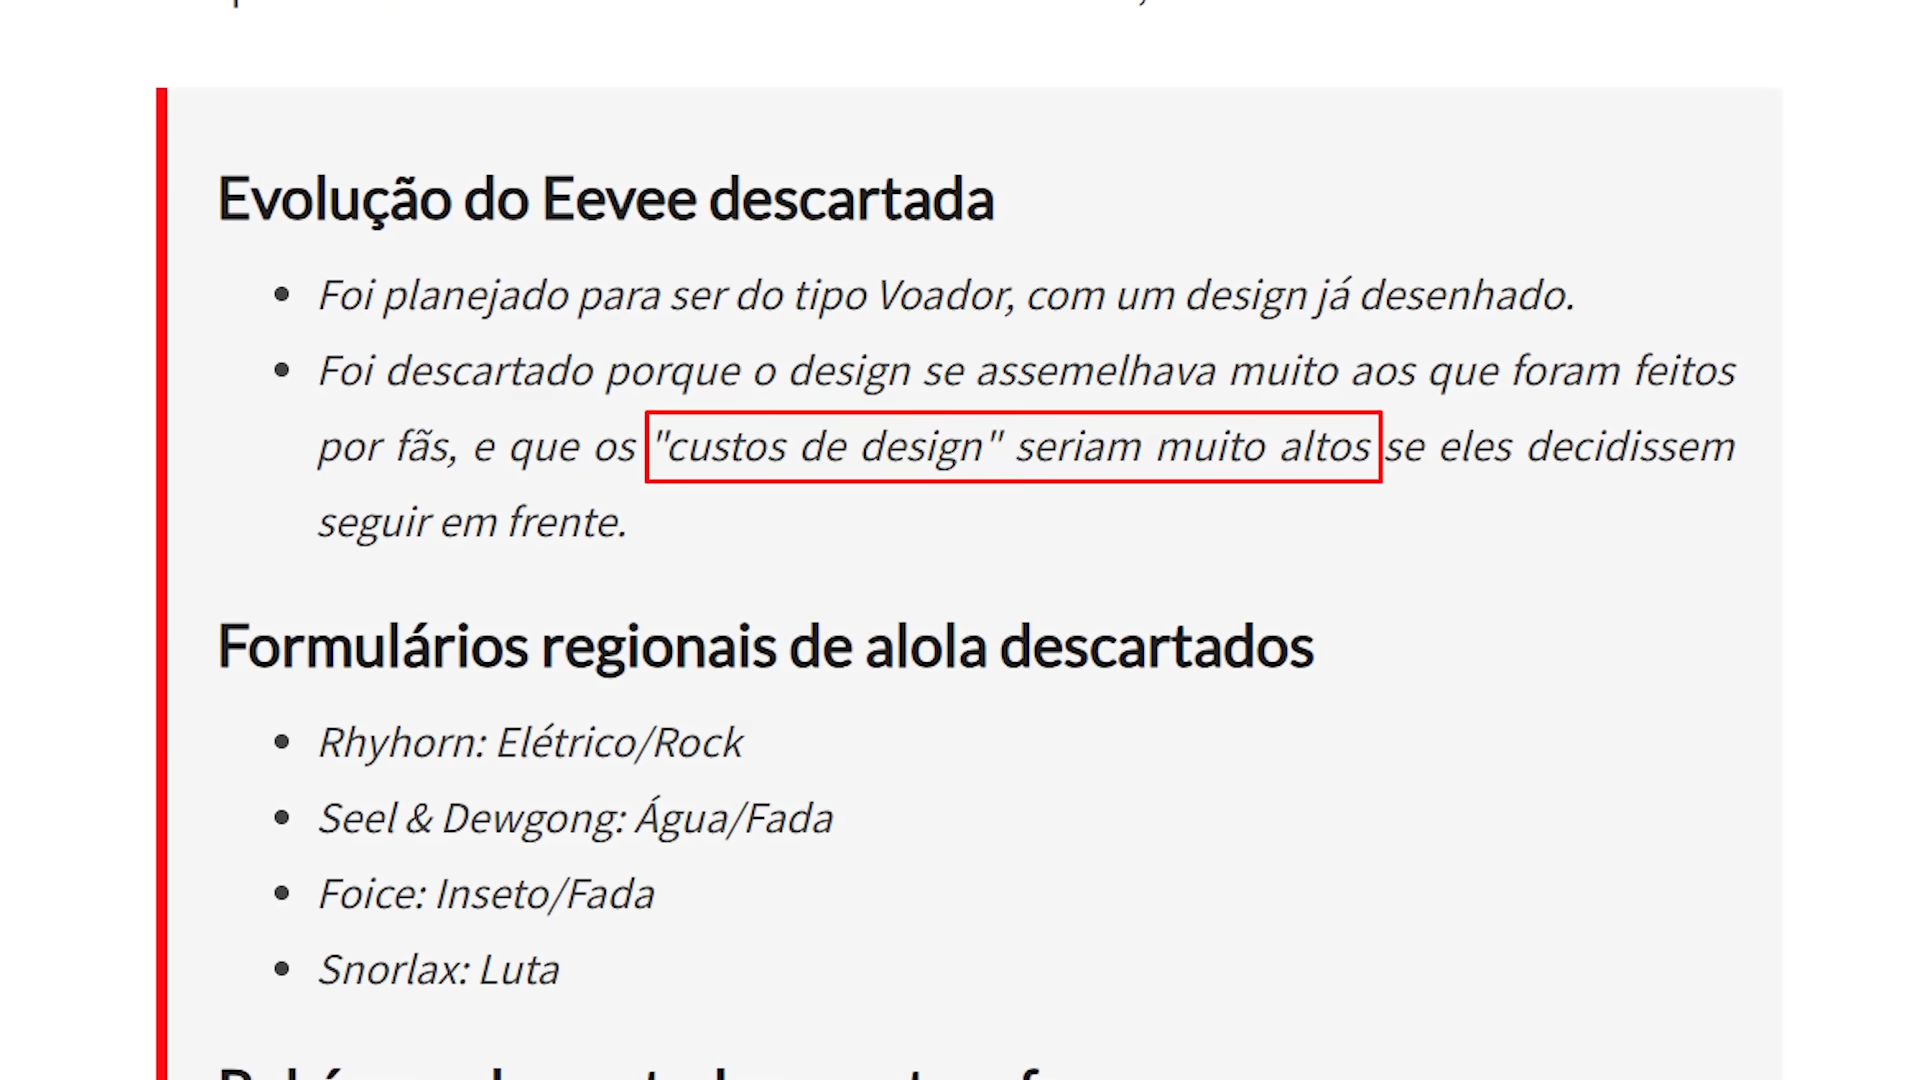 Evolução do Eevee descartada
Foi planejado para ser do tipo Voador, com um design já desenhado.
Foi descartado porque o design se assemelhava muito aos que foram feitos
por fãs, e que os "custos de design" seriam muito altos se eles decidissem
seguir em frente.
Formulários regionais de alola descartados
Rhyhorn: Elétrico/Rock
Seel & Dewgong: Água/Fada
Foice: Inseto/Fada
Snorlax: Luta